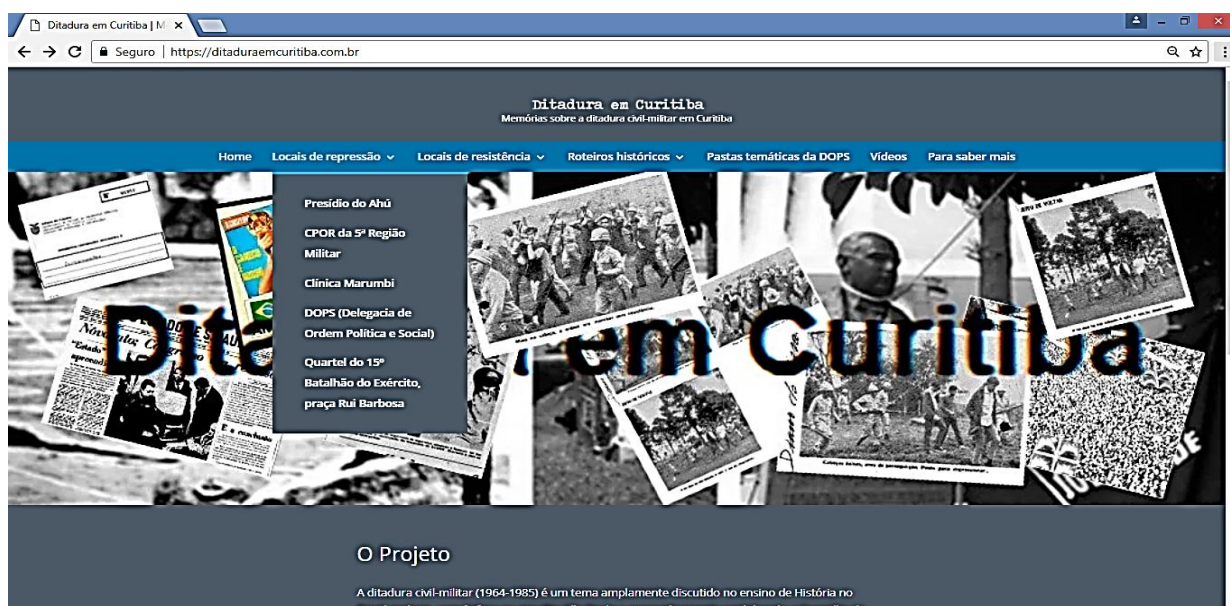 Ditadura em Curitiba | M
Seguro | https://ditaduraemcuritiba.com.br
Ditadura em Curitiba
Memórias sobre a ditadura civil-militar em Curitiba
Home Locais de repressão Locais de resistência Roteiros históricos Pastas temáticas da DOPS Vídeos Para saber mais
Presídio do Ahú
CPOR da 5ª Região
Militar
Clínica Marumbi
DOPS (Delegacia de
Ordem Política e Social)
Quartel do 15º
Batalhão do Exército,
praça Rui Barbosa
JEITO DE VOLTAR
em Curitiba
"Estado
O Projeto
A ditadura civil-militar (1964-1985) é um tema amplamente discutido no ensino de História no